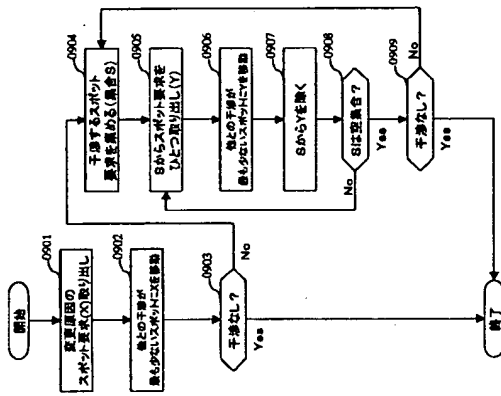 開始
0901
変更原因の
スポット要求(X)取り出し
0902
他との干渉が
最も少ないスポットにXを移動
0903
干渉なし?
No
Yes
0904
干渉するスポット
要求を集める(集合S)
0905
Sからスポット要求を
ひとつ取り出し(Y)
0906
他との干渉が
最も少ないスポットにYを移動
0907
SからYを除く
0908
Sは空集合?
No
Yes
0909
干渉なし?
No
Yes
終了